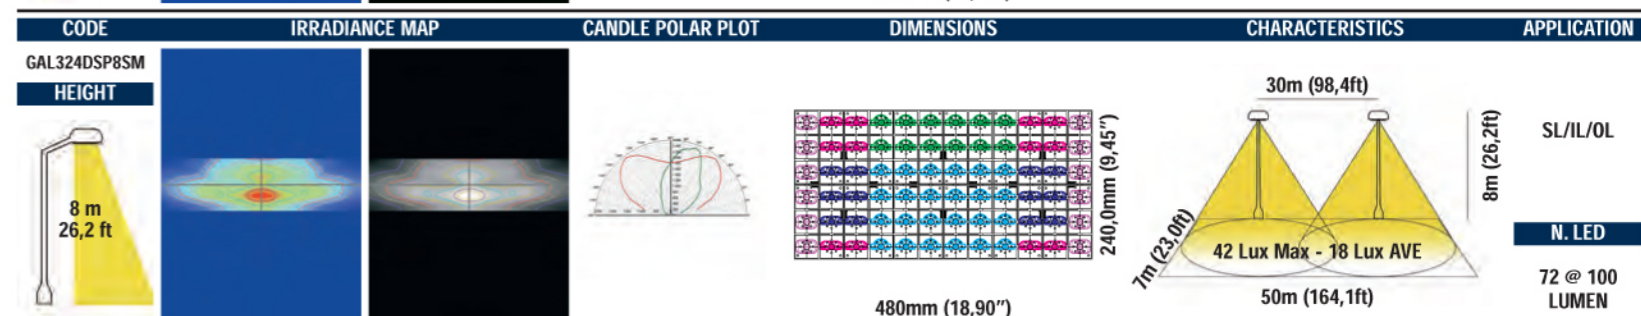 CODE IRRADIANCE MAP CANDLE POLAR PLOT DIMENSIONS CHARACTERISTICS APPLICATION
GAL324DSP8SM
HEIGHT
8 m
26,2 ft
240,0mm (9,45″)
480mm (18,90″)
30m (98,4ft)
8m (26,2ft)
7m (23,0ft)
42 Lux Max - 18 Lux AVE
50m (164,1ft)
SL/IL/OL
N. LED
72 @ 100
LUMEN